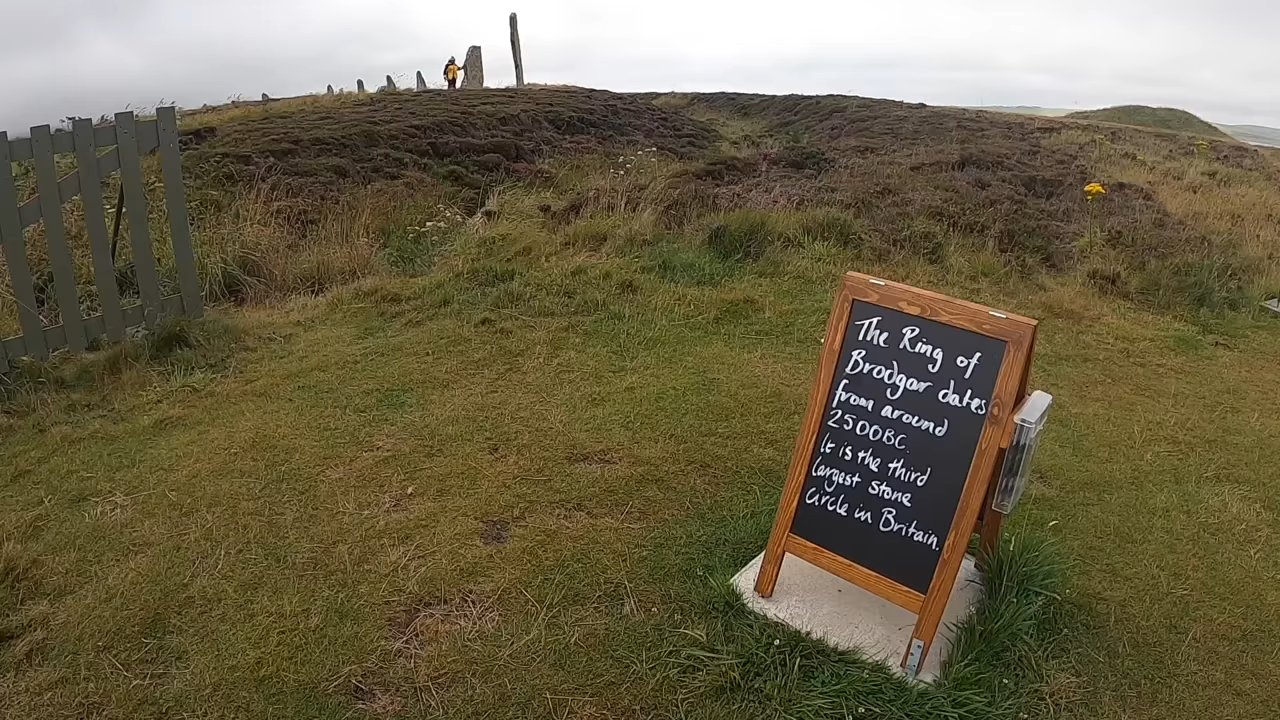 The Ring of
Brodgar dates
from around
2500BC.
It is the third
largest stone
circle in Britain.